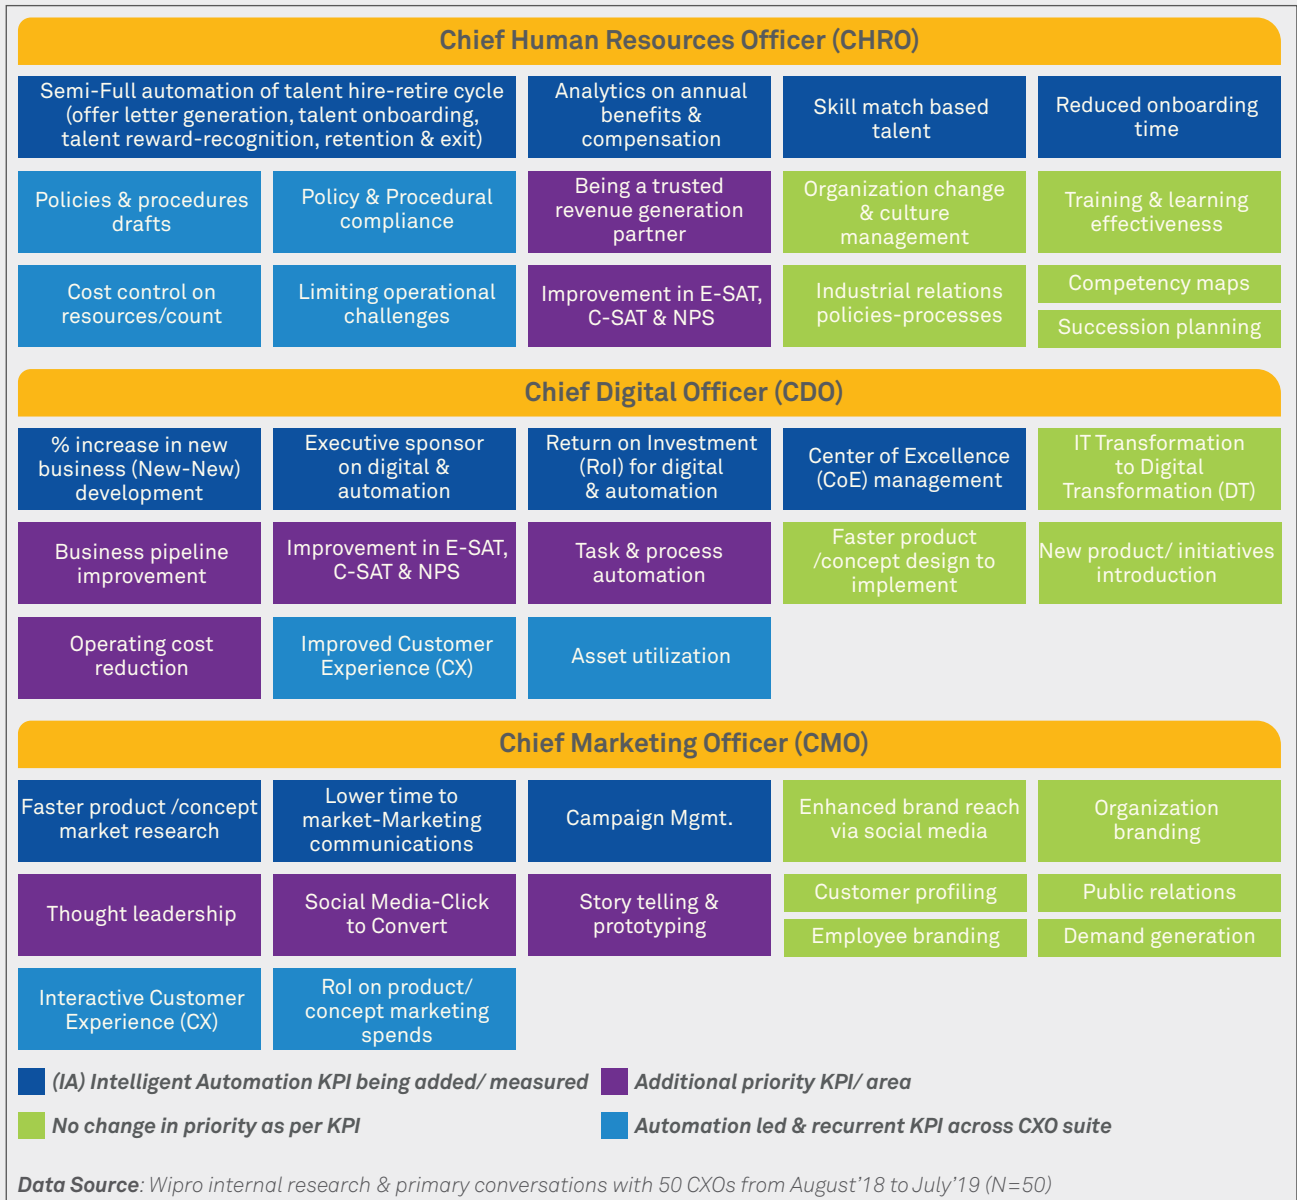 Chief Human Resources Officer (CHRO)
Semi-Full automation of talent hire-retire cycle
(offer letter generation, talent onboarding,
talent reward-recognition, retention & exit)
Analytics on annual
benefits &
compensation
Skill match based
talent
Reduced onboarding
time
Policies & procedures
drafts
Policy & Procedural
compliance
Being a trusted
revenue generation
partner
Organization change
& culture
management
Training & learning
effectiveness
Cost control on
resources/count
Limiting operational
challenges
Improvement in E-SAT,
C-SAT & NPS
Industrial relations
policies-processes
Competency maps
Succession planning
Chief Digital Officer (CDO)
% increase in new
business (New-New)
development
Executive sponsor
on digital &
automation
Return on Investment
(RoI) for digital
& automation
Center of Excellence
(CoE) management
IT Transformation
to Digital
Transformation (DT)
Business pipeline
improvement
Improvement in E-SAT,
C-SAT & NPS
Task & process
automation
Faster product
/concept design to
implement
New product/ initiatives
introduction
Operating cost
reduction
Improved Customer
Experience (CX)
Asset utilization
Chief Marketing Officer (CMO)
Faster product /concept
market research
Lower time to
market-Marketing
communications
Campaign Mgmt.
Enhanced brand reach
via social media
Organization
branding
Thought leadership
Social Media-Click
to Convert
Story telling &
prototyping
Customer profiling
Public relations
Employee branding
Demand generation
Interactive Customer
Experience (CX)
RoI on product/
concept marketing
spends
(IA) Intelligent Automation KPI being added/ measured
Additional priority KPI/ area
No change in priority as per KPI
Automation led & recurrent KPI across CXO suite
Data Source: Wipro internal research & primary conversations with 50 CXOs from August'18 to July'19 (N=50)